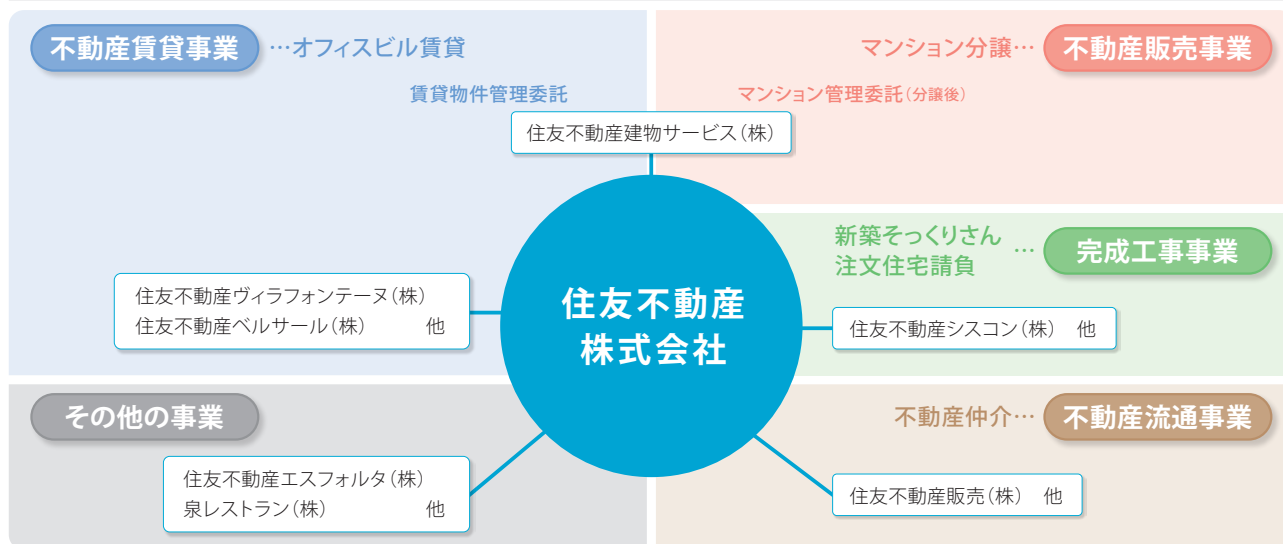 不動産賃貸事業 …オフィスビル賃貸
賃貸物件管理委託
マンション分譲… 不動産販売事業
マンション管理委託(分譲後)
住友不動産建物サービス(株)
新築そっくりさん
注文住宅請負
… 完成工事事業
住友不動産ヴィラフォンテーヌ(株)
住友不動産ベルサール(株) 他
住友不動産
株式会社
住友不動産シスコン(株) 他
その他の事業
不動産仲介… 不動産流通事業
住友不動産エスフォルタ(株)
泉レストラン(株) 他
住友不動産販売(株) 他